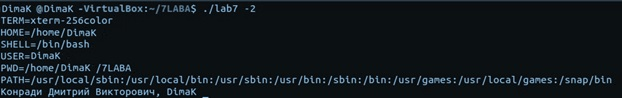 DimaK @DimaK -VirtualBox:~/7LABA$ ./lab7 -2
TERM=xterm-256color
HOME=/home/DimaK
SHELL=/bin/bash
USER=DimaK
PWD=/home/DimaK /7LABA
PATH=/usr/local/sbin:/usr/local/bin:/usr/sbin:/usr/bin:/sbin:/bin:/usr/games:/usr/local/games:/snap/bin
Конради Дмитрий Викторович, DimaK